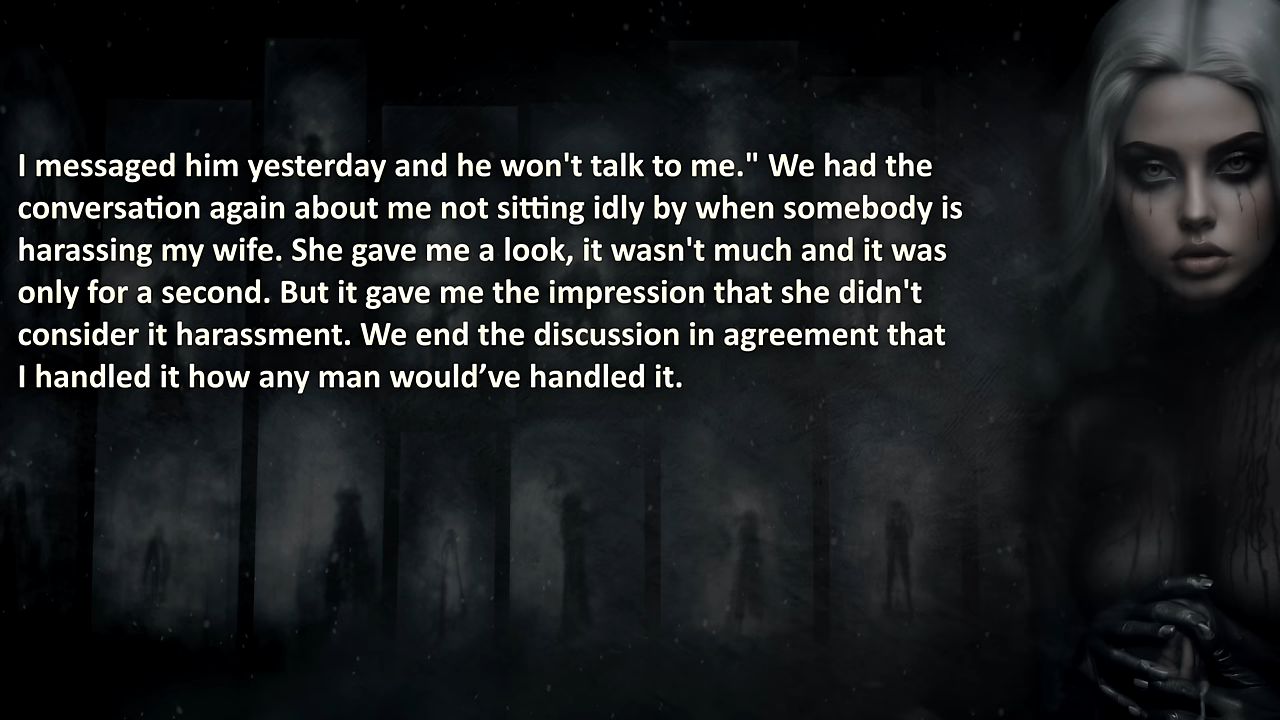 I messaged him yesterday and he won't talk to me." We had the
conversation again about me not sitting idly by when somebody is
harassing my wife. She gave me a look, it wasn't much and it was
only for a second. But it gave me the impression that she didn't
consider it harassment. We end the discussion in agreement that
I handled it how any man would’ve handled it.